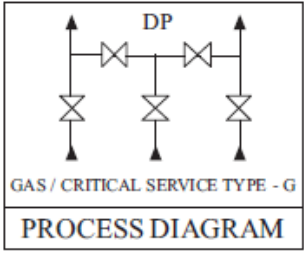 DP
GAS / CRITICAL SERVICE TYPE - G
PROCESS DIAGRAM